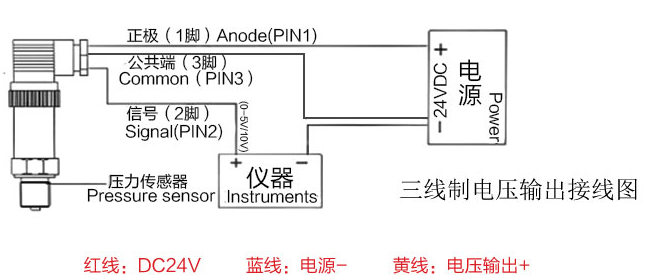 正极（1脚）Anode(PIN1)
公共端（3脚）
Common（PIN3）
信号（2脚）
Signal(PIN2)
(0-5V/10V)
+ −
仪器
Instruments
+
−24VDC
电源
Power
压力传感器
Pressure sensor
三线制电压输出接线图
红线：DC24V 蓝线：电源− 黄线：电压输出+